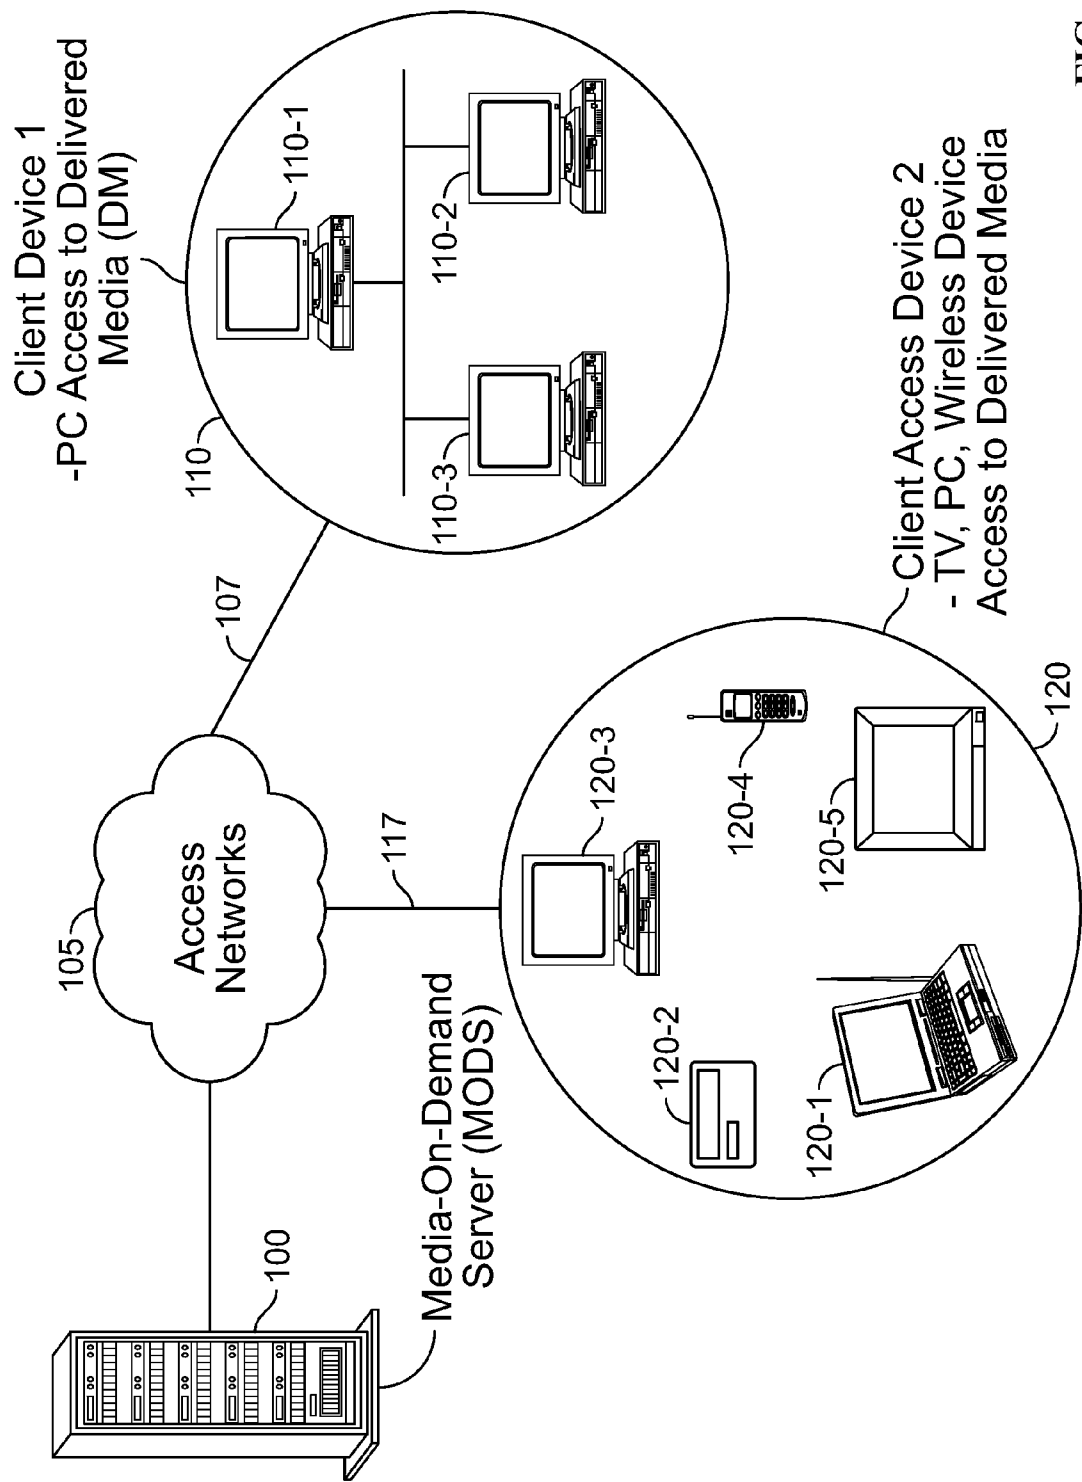 Client Device 1
-PC Access to Delivered
Media (DM)
110
110-1
110-2
110-3
107
105
Access
Networks
117
100
Media-On-Demand
Server (MODS)
120-3
120-2
120-4
120-1
120-5
120
Client Access Device 2
- TV, PC, Wireless Device
Access to Delivered Media
FIG